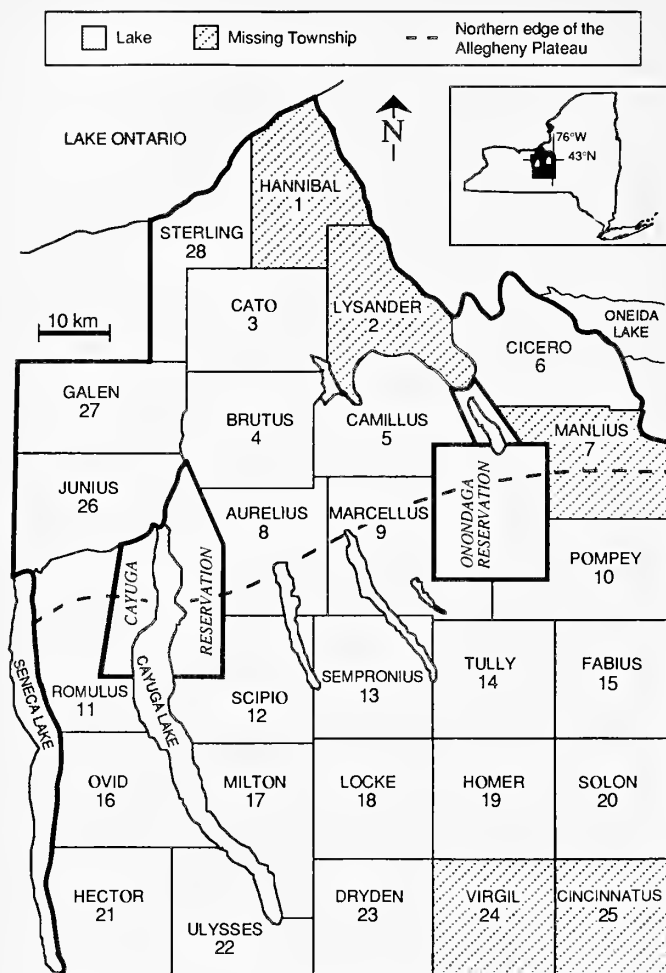 Lake
Missing Township
Northern edge of the
Allegheny Plateau
LAKE ONTARIO
N
76°W
43°N
HANNIBAL
1
STERLING
28
CATO
3
LYSANDER
2
10 km
ONEIDA
LAKE
CICERO
6
GALEN
27
BRUTUS
4
CAMILLUS
5
MANLIUS
7
JUNIUS
26
AURELIUS
8
MARCELLUS
9
ONONDAGA
RESERVATION
POMPEY
10
CAYUGA
RESERVATION
SENECA LAKE
CAYUGA LAKE
ROMULUS
11
SCIPIO
12
SEMPRONIUS
13
TULLY
14
FABIUS
15
OVID
16
MILTON
17
LOCKE
18
HOMER
19
SOLON
20
HECTOR
21
ULYSSES
22
DRYDEN
23
VIRGIL
24
CINCINNATUS
25